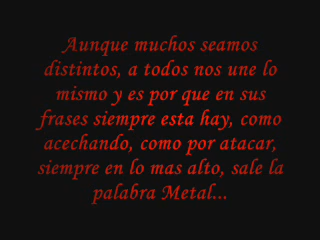 Aunque muchos seamos
distintos, a todos nos une lo
mismo y es por que en sus
frases siempre esta hay, como
acechando, como por atacar,
siempre en lo mas alto, sale la
palabra Metal...